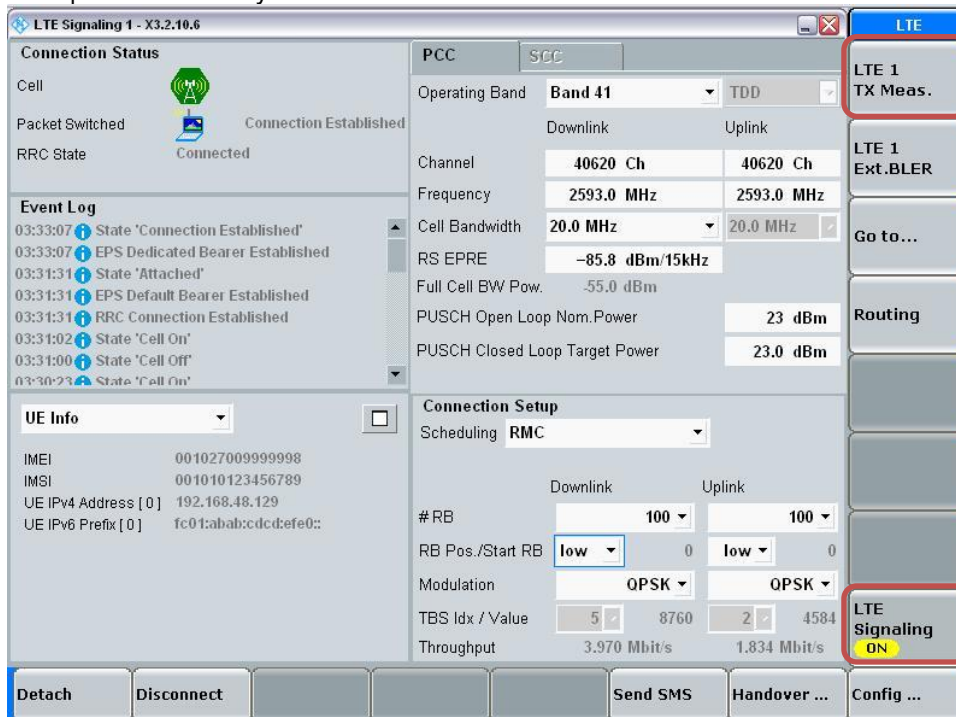 LTE Signaling 1 - X3.2.10.6
LTE
Connection Status
Cell
Packet Switched Connection Established
RRC State Connected
Event Log
03:33:07 State 'Connection Established'
03:33:07 EPS Dedicated Bearer Established
03:31:31 State 'Attached'
03:31:31 EPS Default Bearer Established
03:31:31 RRC Connection Established
03:31:02 State 'Cell On'
03:31:00 State 'Cell Off'
03:30:23 State 'Cell On'
UE Info
IMEI 001027009999998
IMSI 001010123456789
UE IPv4 Address [ 0 ] 192.168.48.129
UE IPv6 Prefix [ 0 ] fc01:abab:cdcd:efe0::
PCC SCC
Operating Band Band 41 TDD
Downlink Uplink
Channel 40620 Ch 40620 Ch
Frequency 2593.0 MHz 2593.0 MHz
Cell Bandwidth 20.0 MHz 20.0 MHz
RS EPRE -85.8 dBm/15kHz
Full Cell BW Pow. -55.0 dBm
PUSCH Open Loop Nom.Power 23 dBm
PUSCH Closed Loop Target Power 23.0 dBm
Connection Setup
Scheduling RMC
Downlink Uplink
# RB 100 100
RB Pos./Start RB low 0 low 0
Modulation QPSK QPSK
TBS Idx / Value 5 8760 2 4584
Throughput 3.970 Mbit/s 1.834 Mbit/s
LTE 1
TX Meas.
LTE 1
Ext.BLER
Go to...
Routing
LTE
Signaling
ON
Detach Disconnect Send SMS Handover ... Config ...